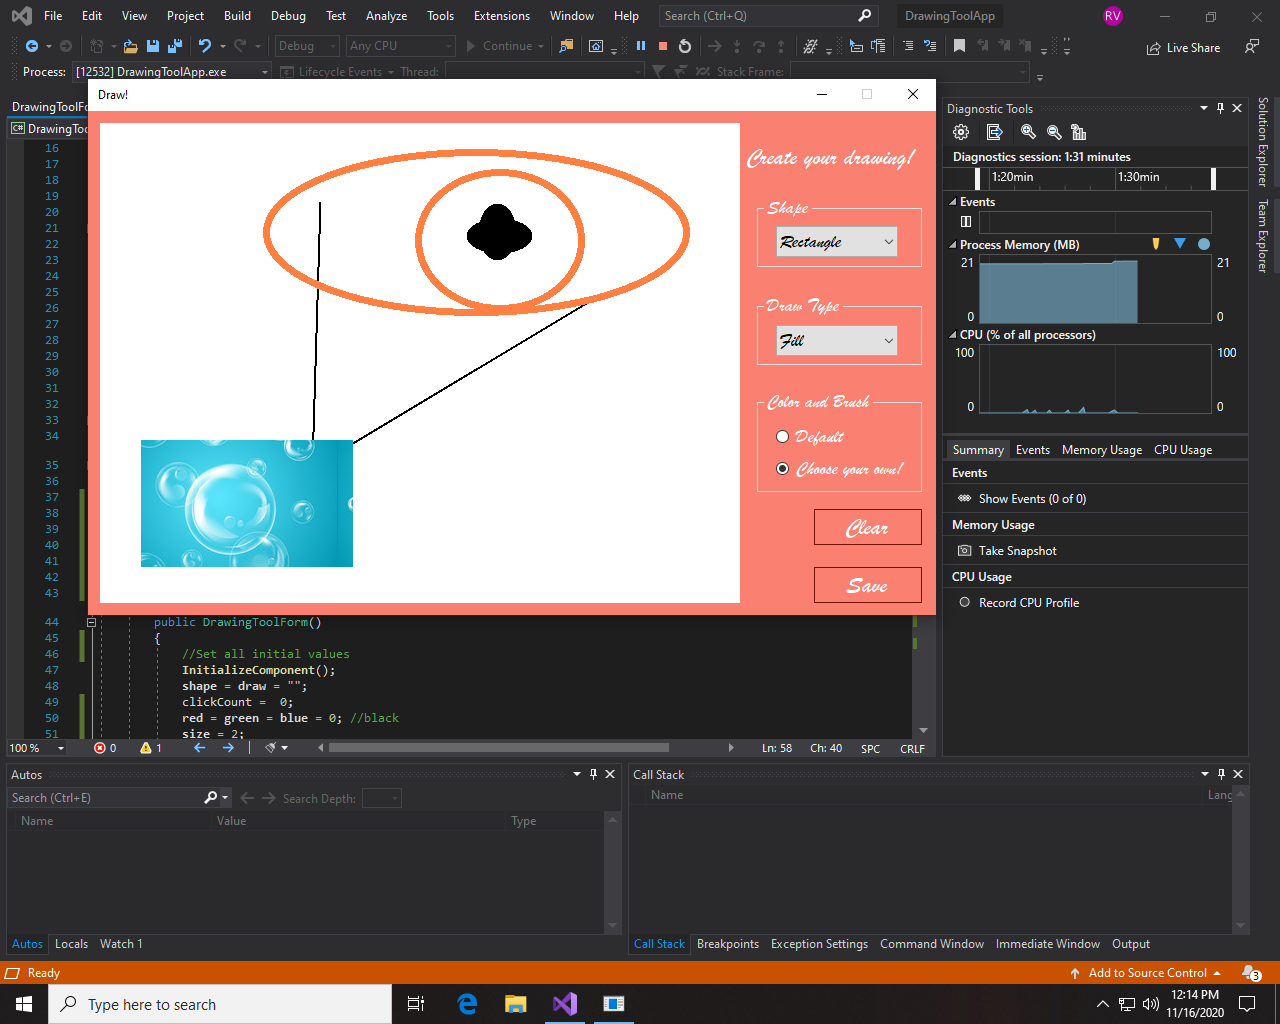 File Edit View Project Build Debug Test Analyze Tools Extensions Window Help Search (Ctrl+Q) DrawingToolApp RV
Debug Any CPU Continue Live Share
Process: [12532] DrawingToolApp.exe Lifecycle Events Thread: Stack Frame:
Draw!
DrawingToolFo
C# DrawingToo
Create your drawing!
Shape
Rectangle
Draw Type
Fill
Color and Brush
Default
Choose your own!
Clear
Save
16
17
18
19
20
21
22
23
24
25
26
27
28
29
30
31
32
33
34
35
36
37
38
39
40
41
42
43
44 public DrawingToolForm()
45 {
46 //Set all initial values
47 InitializeComponent();
48 shape = draw = "";
49 clickCount = 0;
50 red = green = blue = 0; //black
51 size = 2;
100 % 0 1 Ln: 58 Ch: 40 SPC CRLF
Diagnostic Tools
Diagnostics session: 1:31 minutes
1:20min 1:30min
Events
Process Memory (MB)
21 21
0 0
CPU (% of all processors)
100 100
0 0
Summary Events Memory Usage CPU Usage
Events
Show Events (0 of 0)
Memory Usage
Take Snapshot
CPU Usage
Record CPU Profile
Solution Explorer
Team Explorer
Autos
Search (Ctrl+E) Search Depth:
Name Value Type
Autos Locals Watch 1
Call Stack
Name Lang
Call Stack Breakpoints Exception Settings Command Window Immediate Window Output
Ready Add to Source Control 3
Type here to search
12:14 PM
11/16/2020